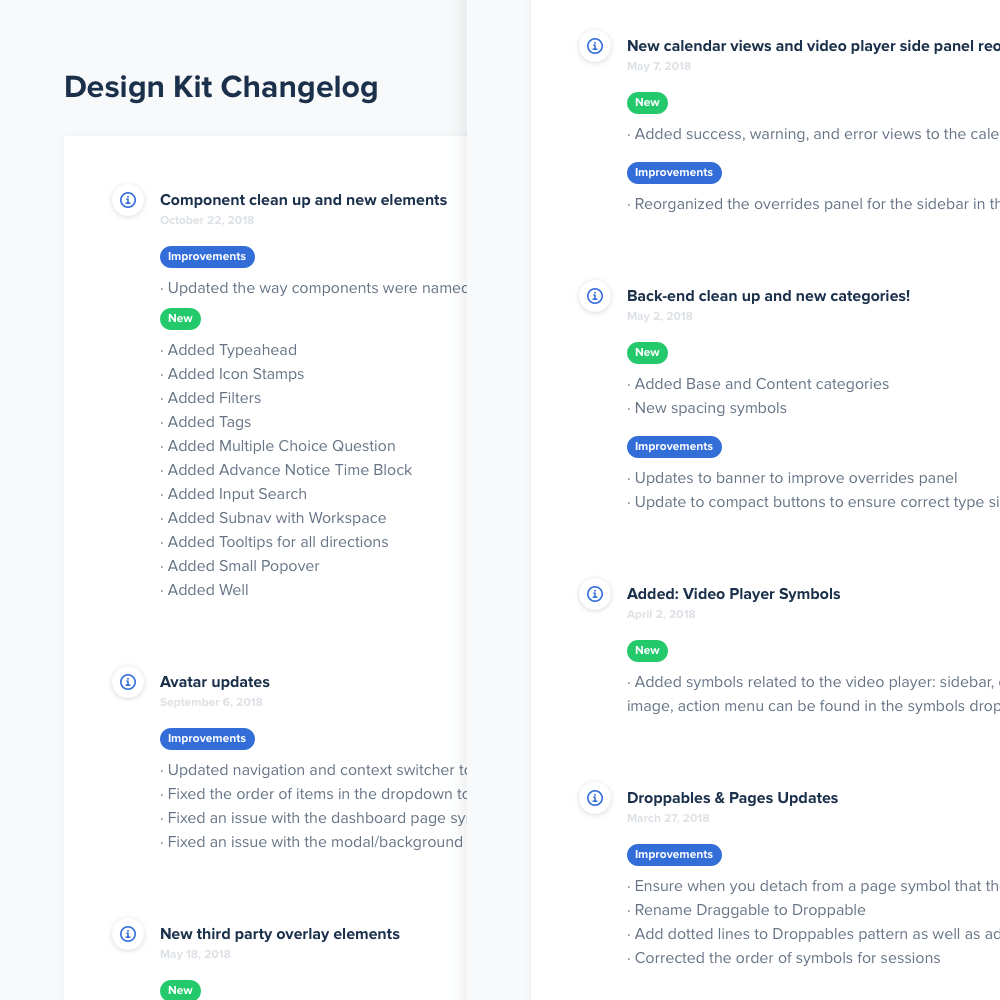 Design Kit Changelog
Component clean up and new elements
October 22, 2018
Improvements
· Updated the way components were named
New
· Added Typeahead
· Added Icon Stamps
· Added Filters
· Added Tags
· Added Multiple Choice Question
· Added Advance Notice Time Block
· Added Input Search
· Added Subnav with Workspace
· Added Tooltips for all directions
· Added Small Popover
· Added Well
Avatar updates
September 6, 2018
Improvements
· Updated navigation and context switcher
· Fixed the order of items in the dropdown
· Fixed an issue with the dashboard page
· Fixed an issue with the modal/background
New third party overlay elements
May 18, 2018
New
New calendar views and video player side panel
May 7, 2018
New
· Added success, warning, and error views to the
Improvements
· Reorganized the overrides panel for the sidebar in
Back-end clean up and new categories!
May 2, 2018
New
· Added Base and Content categories
· New spacing symbols
Improvements
· Updates to banner to improve overrides panel
· Update to compact buttons to ensure correct type
Added: Video Player Symbols
April 2, 2018
New
· Added symbols related to the video player: sidebar,
image, action menu can be found in the symbols
Droppables & Pages Updates
March 27, 2018
Improvements
· Ensure when you detach from a page symbol that
· Rename Draggable to Droppable
· Add dotted lines to Droppables pattern as well as
· Corrected the order of symbols for sessions